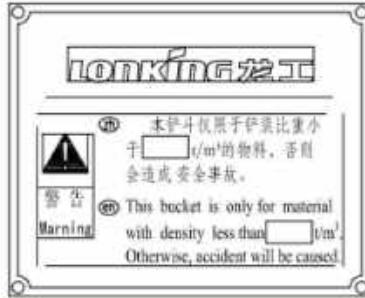 LONKING龙工
zh 本铲斗仅限于铲装比重小
于 t/m³的物料，否则
会造成安全事故。
警告
Warning
en This bucket is only for material
with density less than t/m³.
Otherwise, accident will be caused.